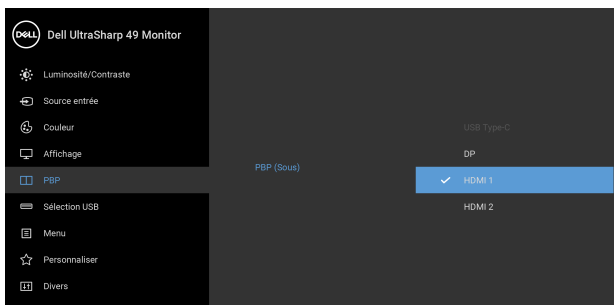 DELL
Dell UltraSharp 49 Monitor
Luminosité/Contraste
Source entrée
Couleur
Affichage
PBP
Sélection USB
Menu
Personnaliser
Divers
PBP (Sous)
USB Type-C
DP
HDMI 1
HDMI 2